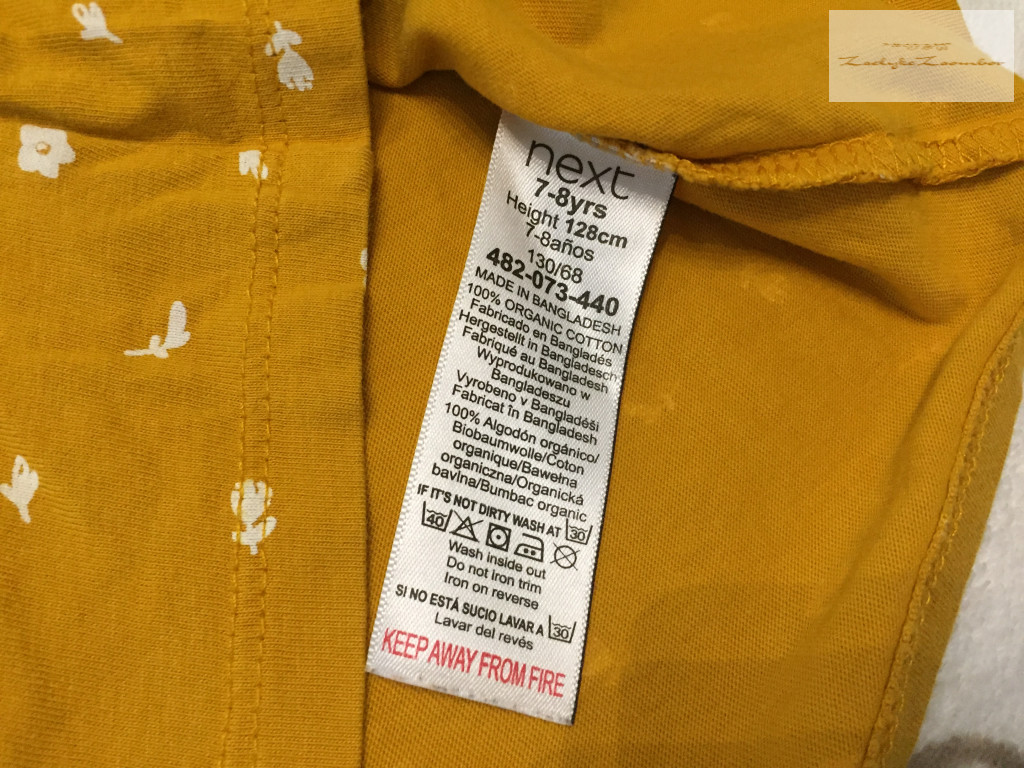 next
7-8yrs
Height 128cm
7-8años
130/68
482-073-440
MADE IN BANGLADESH
100% ORGANIC COTTON
Fabricado en Bangladés
Hergestellt in Bangladesch
Fabriqué au Bangladesh
Wyprodukowano w
Bangladeszu
Vyrobeno v Bangladéši
Fabricat în Bangladesh
100% Algodón orgánico/
Biobaumwolle/Coton
organique/Bawełna
organiczna/Organická
bavlna/Bumbac organic
IF IT'S NOT DIRTY WASH AT 30
40
Wash inside out
Do not iron trim
Iron on reverse
SI NO ESTÁ SUCIO LAVAR A 30
Lavar del revés
KEEP AWAY FROM FIRE